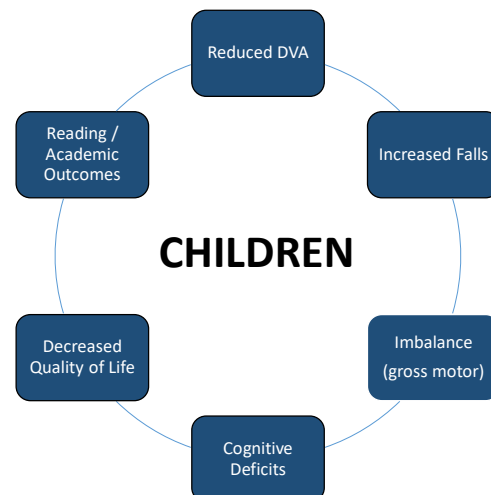 Reduced DVA
Increased Falls
Imbalance
(gross motor)
Cognitive
Deficits
Decreased
Quality of Life
Reading /
Academic
Outcomes
CHILDREN